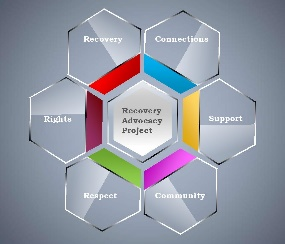 Recovery
Connections
Rights
Recovery
Advocacy
Project
Support
Respect
Community